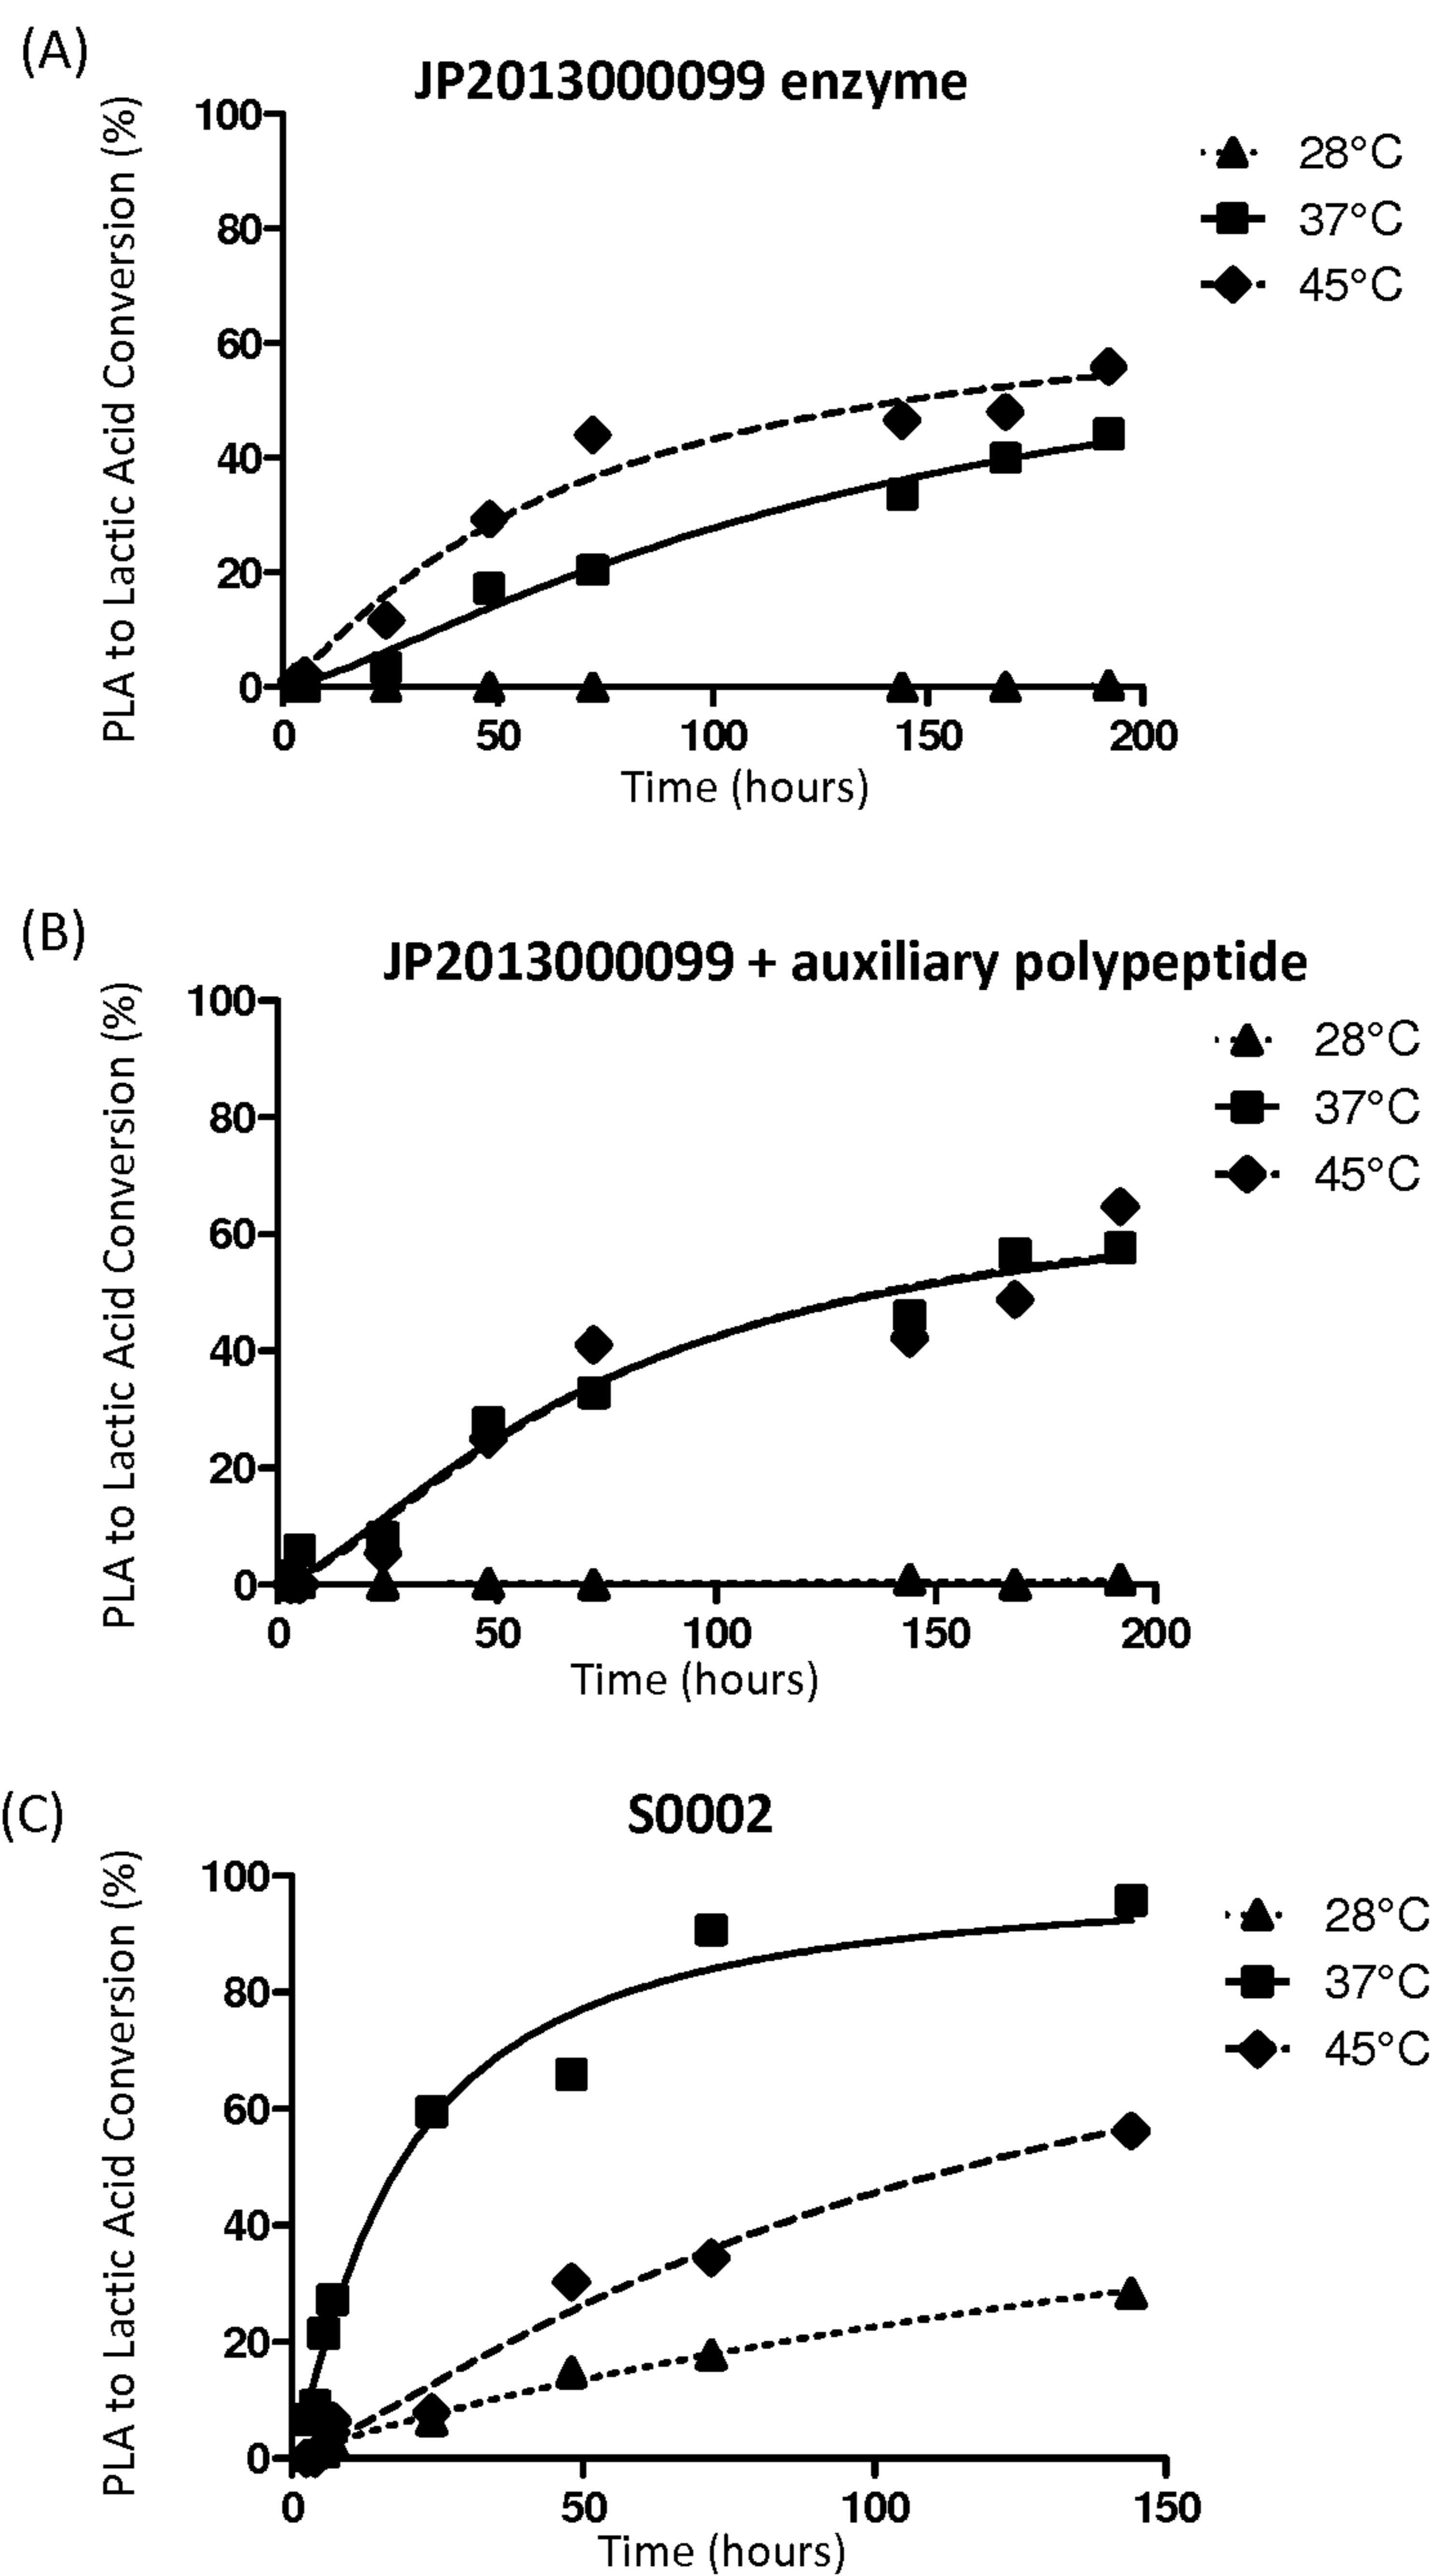 (A)
JP2013000099 enzyme
PLA to Lactic Acid Conversion (%)
100
80
60
40
20
0
0 50 100 150 200
Time (hours)
28°C
37°C
45°C
(B)
JP2013000099 + auxiliary polypeptide
PLA to Lactic Acid Conversion (%)
100
80
60
40
20
0
0 50 100 150 200
Time (hours)
28°C
37°C
45°C
(C)
S0002
PLA to Lactic Acid Conversion (%)
100
80
60
40
20
0
0 50 100 150
Time (hours)
28°C
37°C
45°C